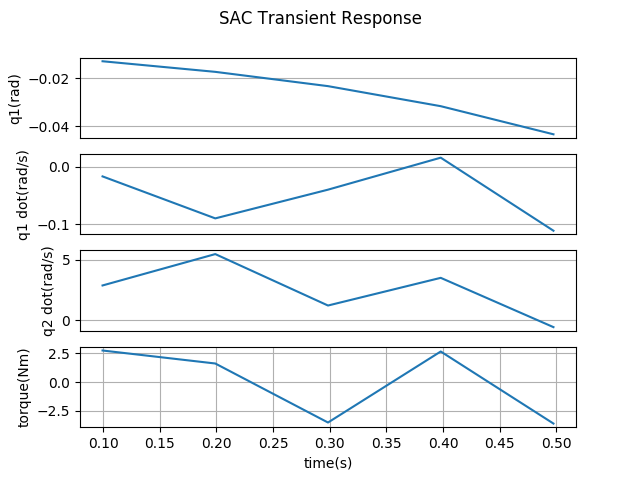 SAC Transient Response
q1(rad)
−0.02
−0.04
q1 dot(rad/s)
0.0
−0.1
q2 dot(rad/s)
5
0
torque(Nm)
2.5
0.0
−2.5
0.10 0.15 0.20 0.25 0.30 0.35 0.40 0.45 0.50
time(s)